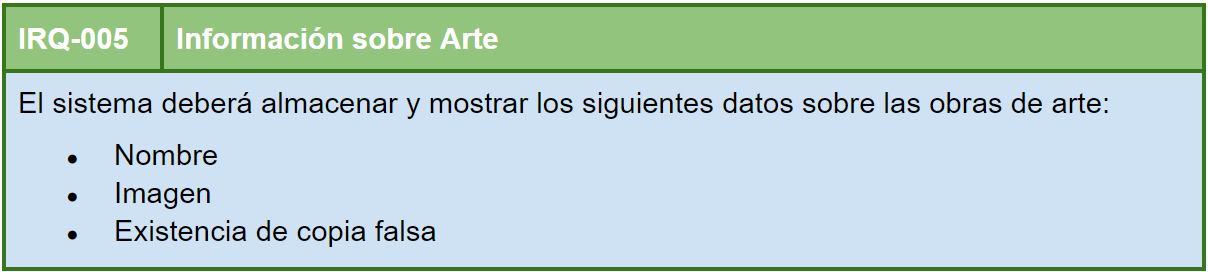 IRQ-005 Información sobre Arte
El sistema deberá almacenar y mostrar los siguientes datos sobre las obras de arte:
● Nombre
● Imagen
● Existencia de copia falsa